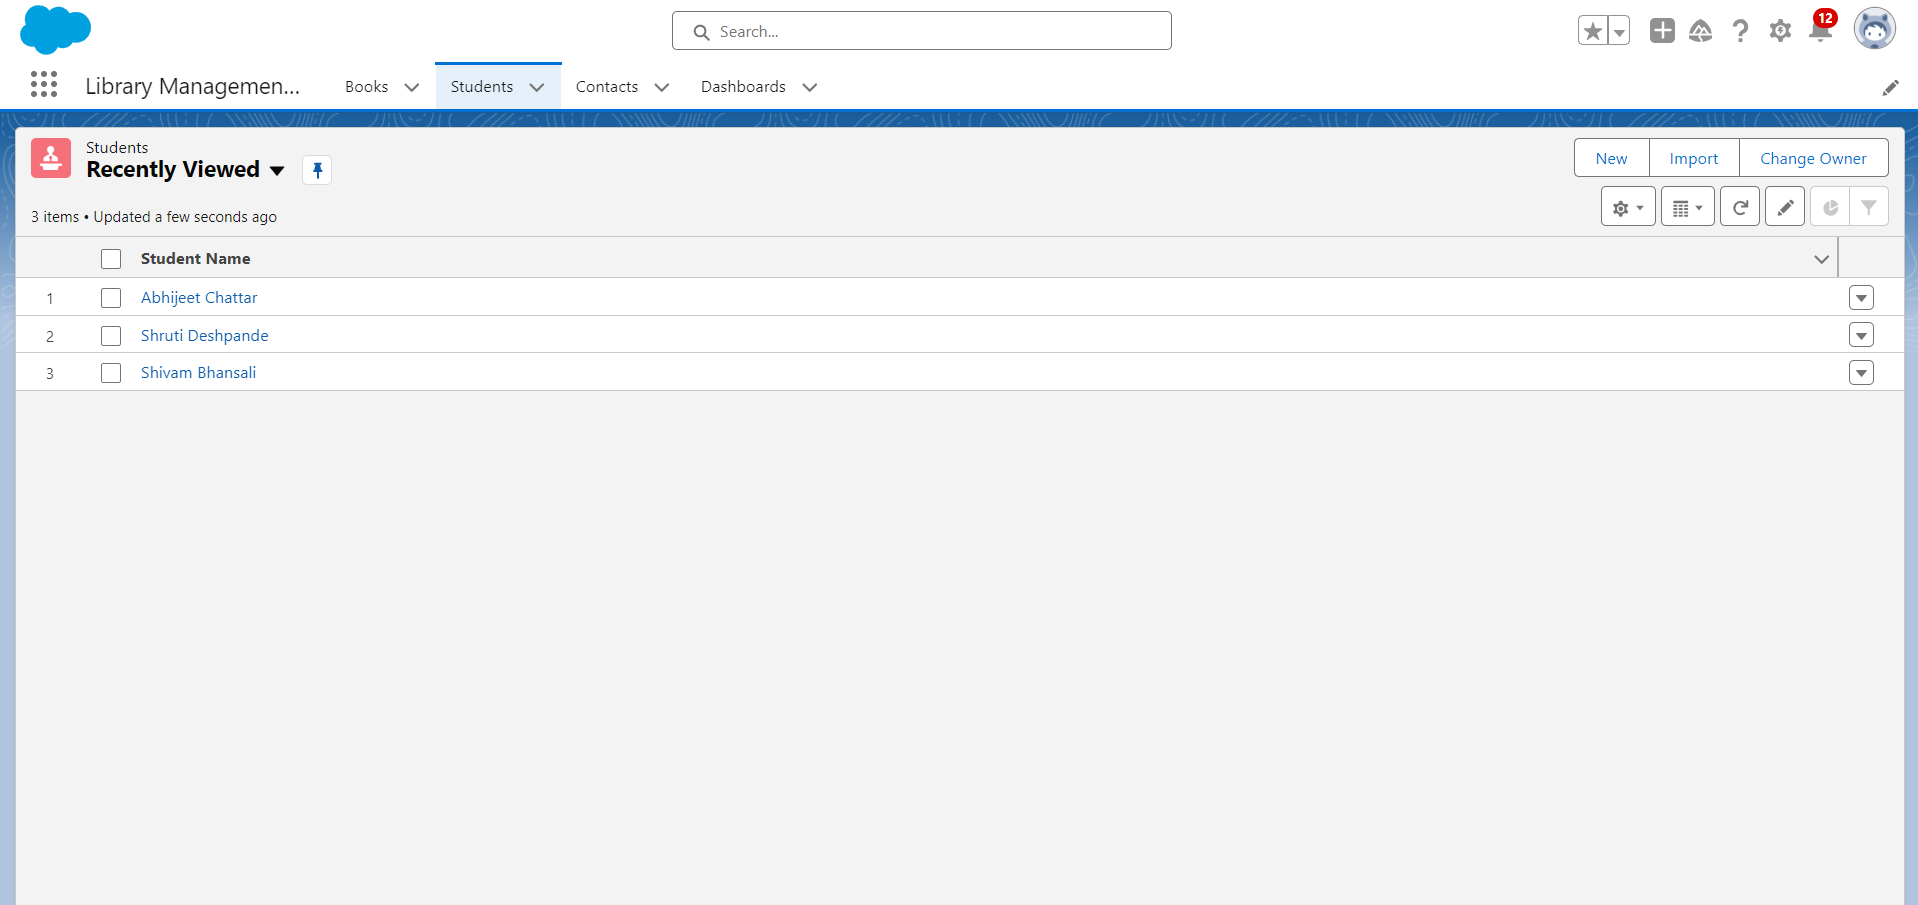 Search...
12
Library Managemen...
Books
Students
Contacts
Dashboards
Students
Recently Viewed
New
Import
Change Owner
3 items • Updated a few seconds ago
Student Name
1 Abhijeet Chattar
2 Shruti Deshpande
3 Shivam Bhansali